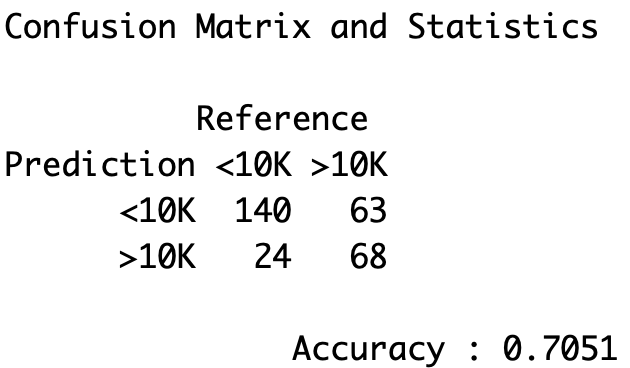 Confusion Matrix and Statistics
Reference
Prediction <10K >10K
<10K 140 63
>10K 24 68
Accuracy : 0.7051